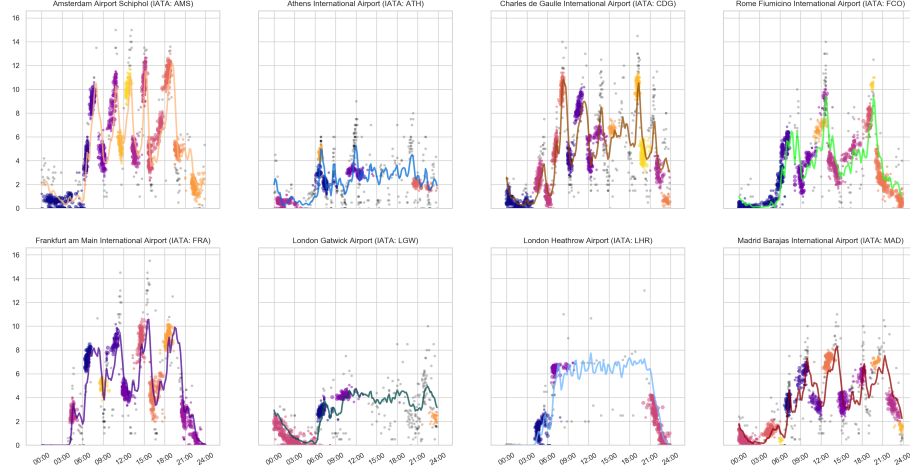 Amsterdam Airport Schiphol (IATA: AMS)
Athens International Airport (IATA: ATH)
Charles de Gaulle International Airport (IATA: CDG)
Rome Fiumicino International Airport (IATA: FCO)
16
14
12
10
8
6
4
2
0
Frankfurt am Main International Airport (IATA: FRA)
London Gatwick Airport (IATA: LGW)
London Heathrow Airport (IATA: LHR)
Madrid Barajas International Airport (IATA: MAD)
16
14
12
10
8
6
4
2
0
00:00 03:00 06:00 09:00 12:00 15:00 18:00 21:00 24:00
00:00 03:00 06:00 09:00 12:00 15:00 18:00 21:00 24:00
00:00 03:00 06:00 09:00 12:00 15:00 18:00 21:00 24:00
00:00 03:00 06:00 09:00 12:00 15:00 18:00 21:00 24:00